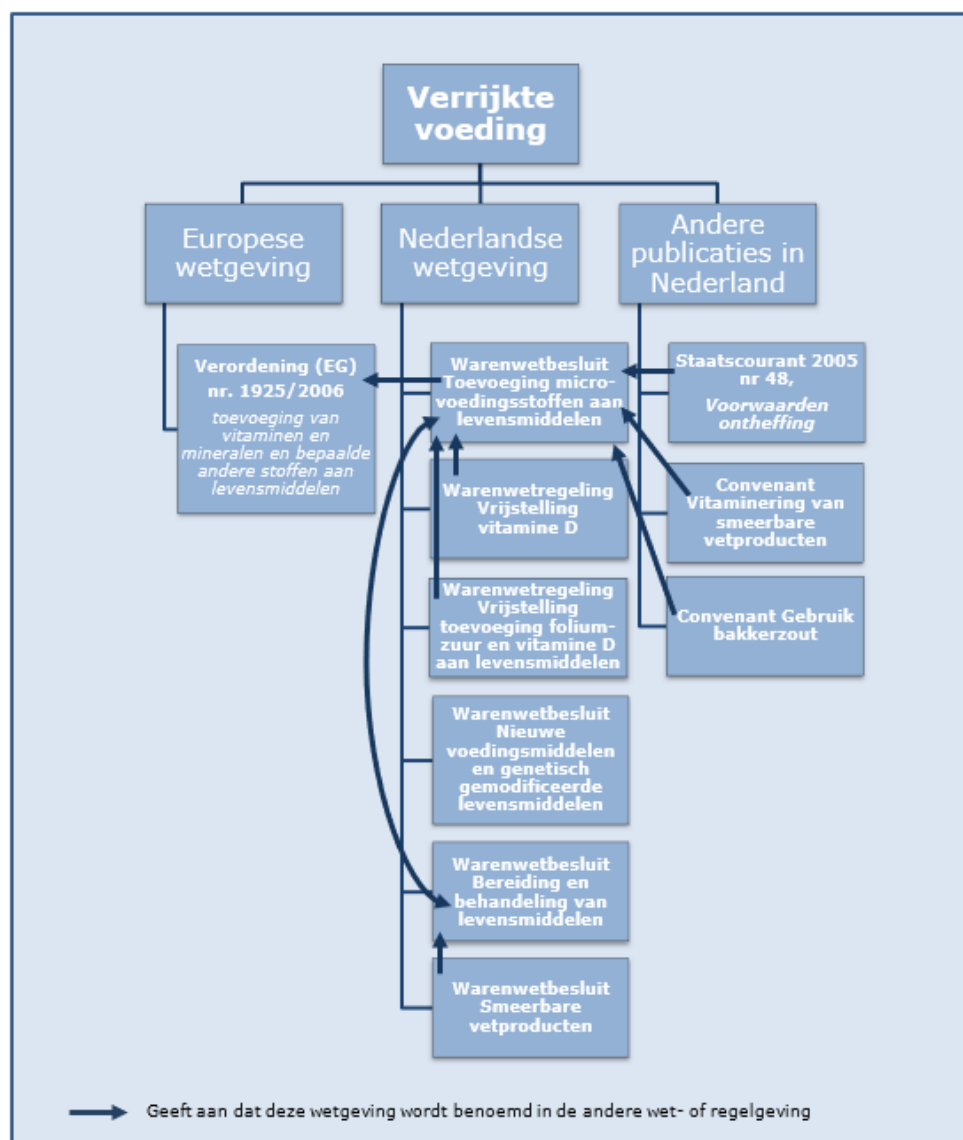 Verrijkte
voeding
Europese
wetgeving
Nederlandse
wetgeving
Andere
publicaties in
Nederland
Verordening (EG)
nr. 1925/2006
toevoeging van
vitaminen en
mineralen en bepaalde
andere stoffen aan
levensmiddelen
Warenwetbesluit
Toevoeging micro-
voedingsstoffen aan
levensmiddelen
Warenwetregeling
Vrijstelling
vitamine D
Warenwetregeling
Vrijstelling
toevoeging folium-
zuur en vitamine D
aan levensmiddelen
Warenwetbesluit
Nieuwe
voedingsmiddelen
en genetisch
gemodificeerde
levensmiddelen
Warenwetbesluit
Bereiding en
behandeling van
levensmiddelen
Warenwetbesluit
Smeerbare
vetproducten
Staatscourant 2005
nr 48,
Voorwaarden
ontheffing
Convenant
Vitaminering van
smeerbare
vetproducten
Convenant Gebruik
bakkerzout
Geeft aan dat deze wetgeving wordt benoemd in de andere wet- of regelgeving